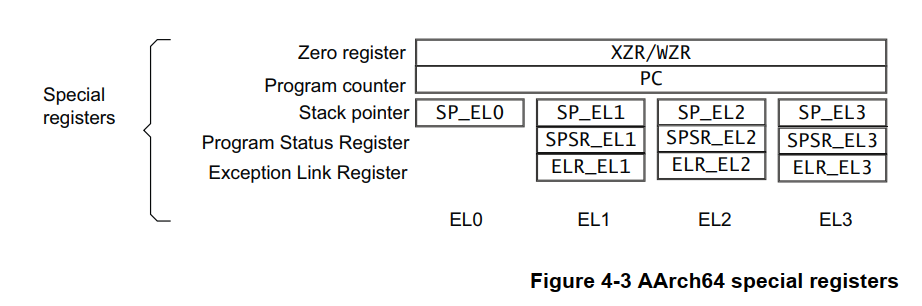 Zero register XZR/WZR
Program counter PC
Special
registers
Stack pointer SP_EL0 SP_EL1 SP_EL2 SP_EL3
Program Status Register SPSR_EL1 SPSR_EL2 SPSR_EL3
Exception Link Register ELR_EL1 ELR_EL2 ELR_EL3
EL0 EL1 EL2 EL3
Figure 4-3 AArch64 special registers